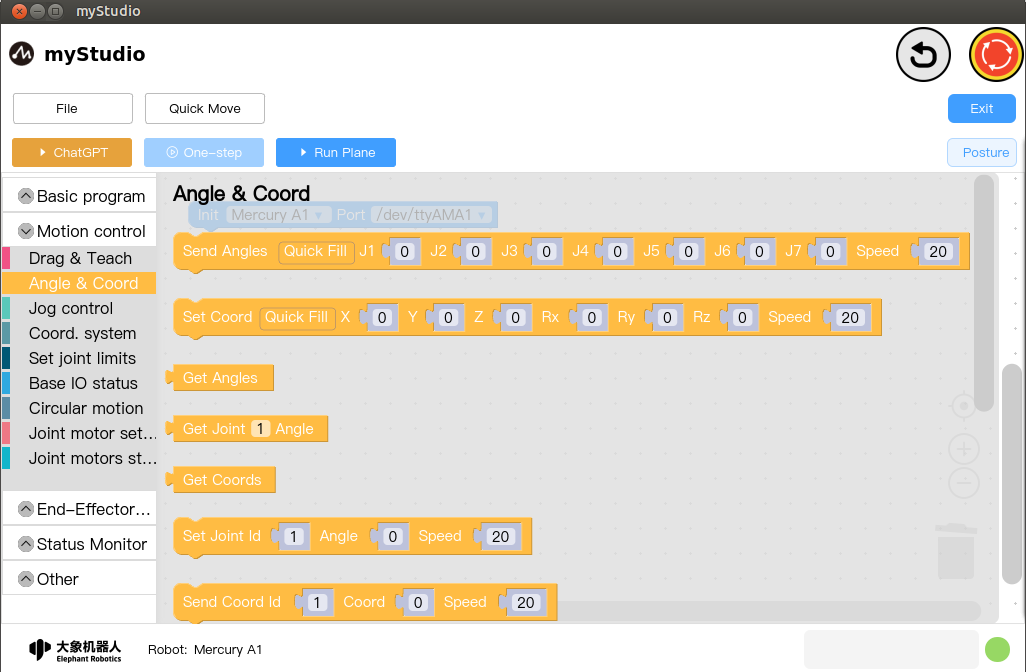 myStudio
myStudio
File Quick Move Exit
ChatGPT One-step Run Plane Posture
Basic program
Motion control
Drag & Teach
Angle & Coord
Jog control
Coord. system
Set joint limits
Base IO status
Circular motion
Joint motor set...
Joint motors st...
End-Effector...
Status Monitor
Other
Angle & Coord
Init Mercury A1 ▾ Port /dev/ttyAMA1 ▾
Send Angles Quick Fill J1 0 J2 0 J3 0 J4 0 J5 0 J6 0 J7 0 Speed 20
Set Coord Quick Fill X 0 Y 0 Z 0 Rx 0 Ry 0 Rz 0 Speed 20
Get Angles
Get Joint 1 Angle
Get Coords
Set Joint Id 1 Angle 0 Speed 20
Send Coord Id 1 Coord 0 Speed 20
大象机器人
Elephant Robotics
Robot: Mercury A1